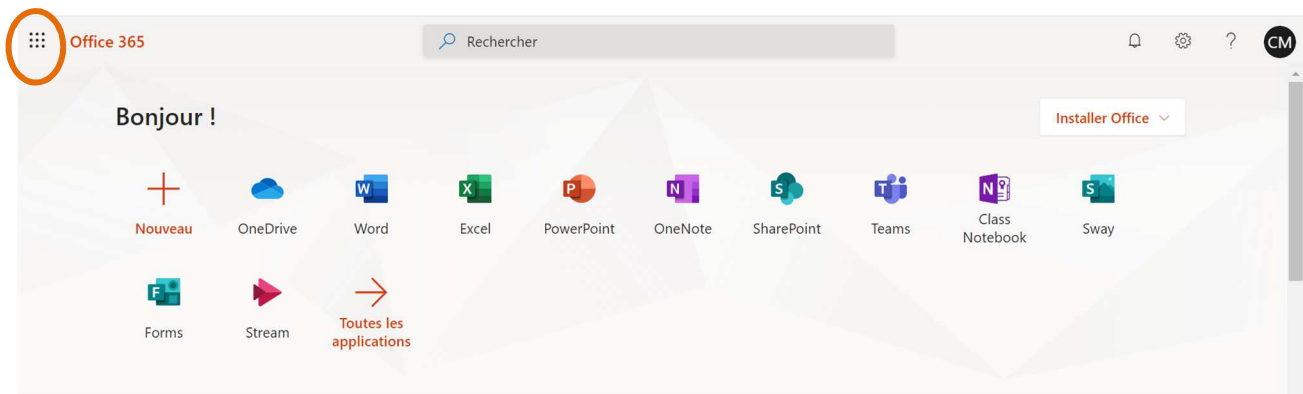 Office 365
Rechercher
?
CM
Bonjour !
Installer Office
Nouveau
OneDrive
W
Word
X
Excel
P
PowerPoint
N
OneNote
S
SharePoint
T
Teams
N
Class
Notebook
S
Sway
F
Forms
Stream
Toutes les
applications